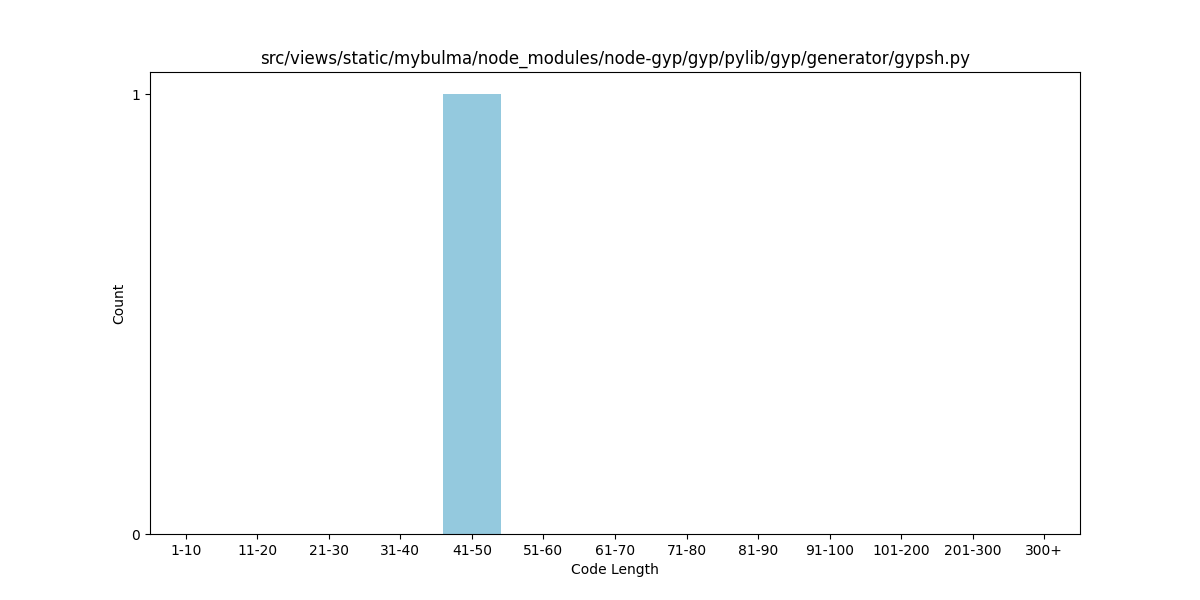 src/views/static/mybulma/node_modules/node-gyp/gyp/pylib/gyp/generator/gypsh.py
1
Count
0
1-10 11-20 21-30 31-40 41-50 51-60 61-70 71-80 81-90 91-100 101-200 201-300 300+
Code Length